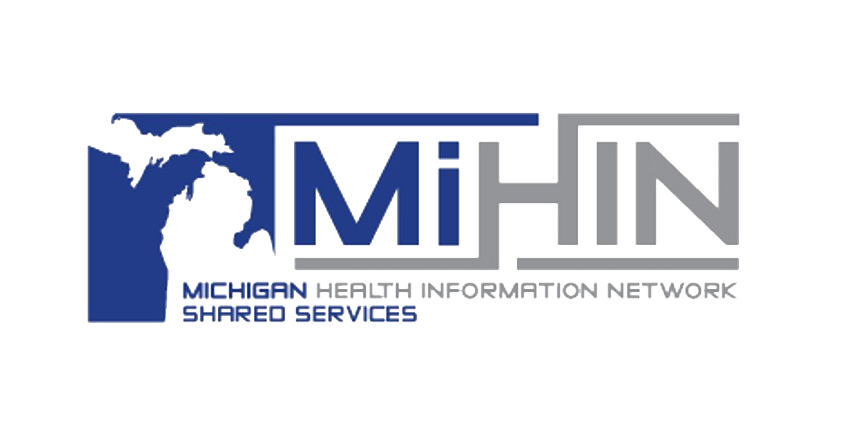 MiHIN
MICHIGAN HEALTH INFORMATION NETWORK
SHARED SERVICES